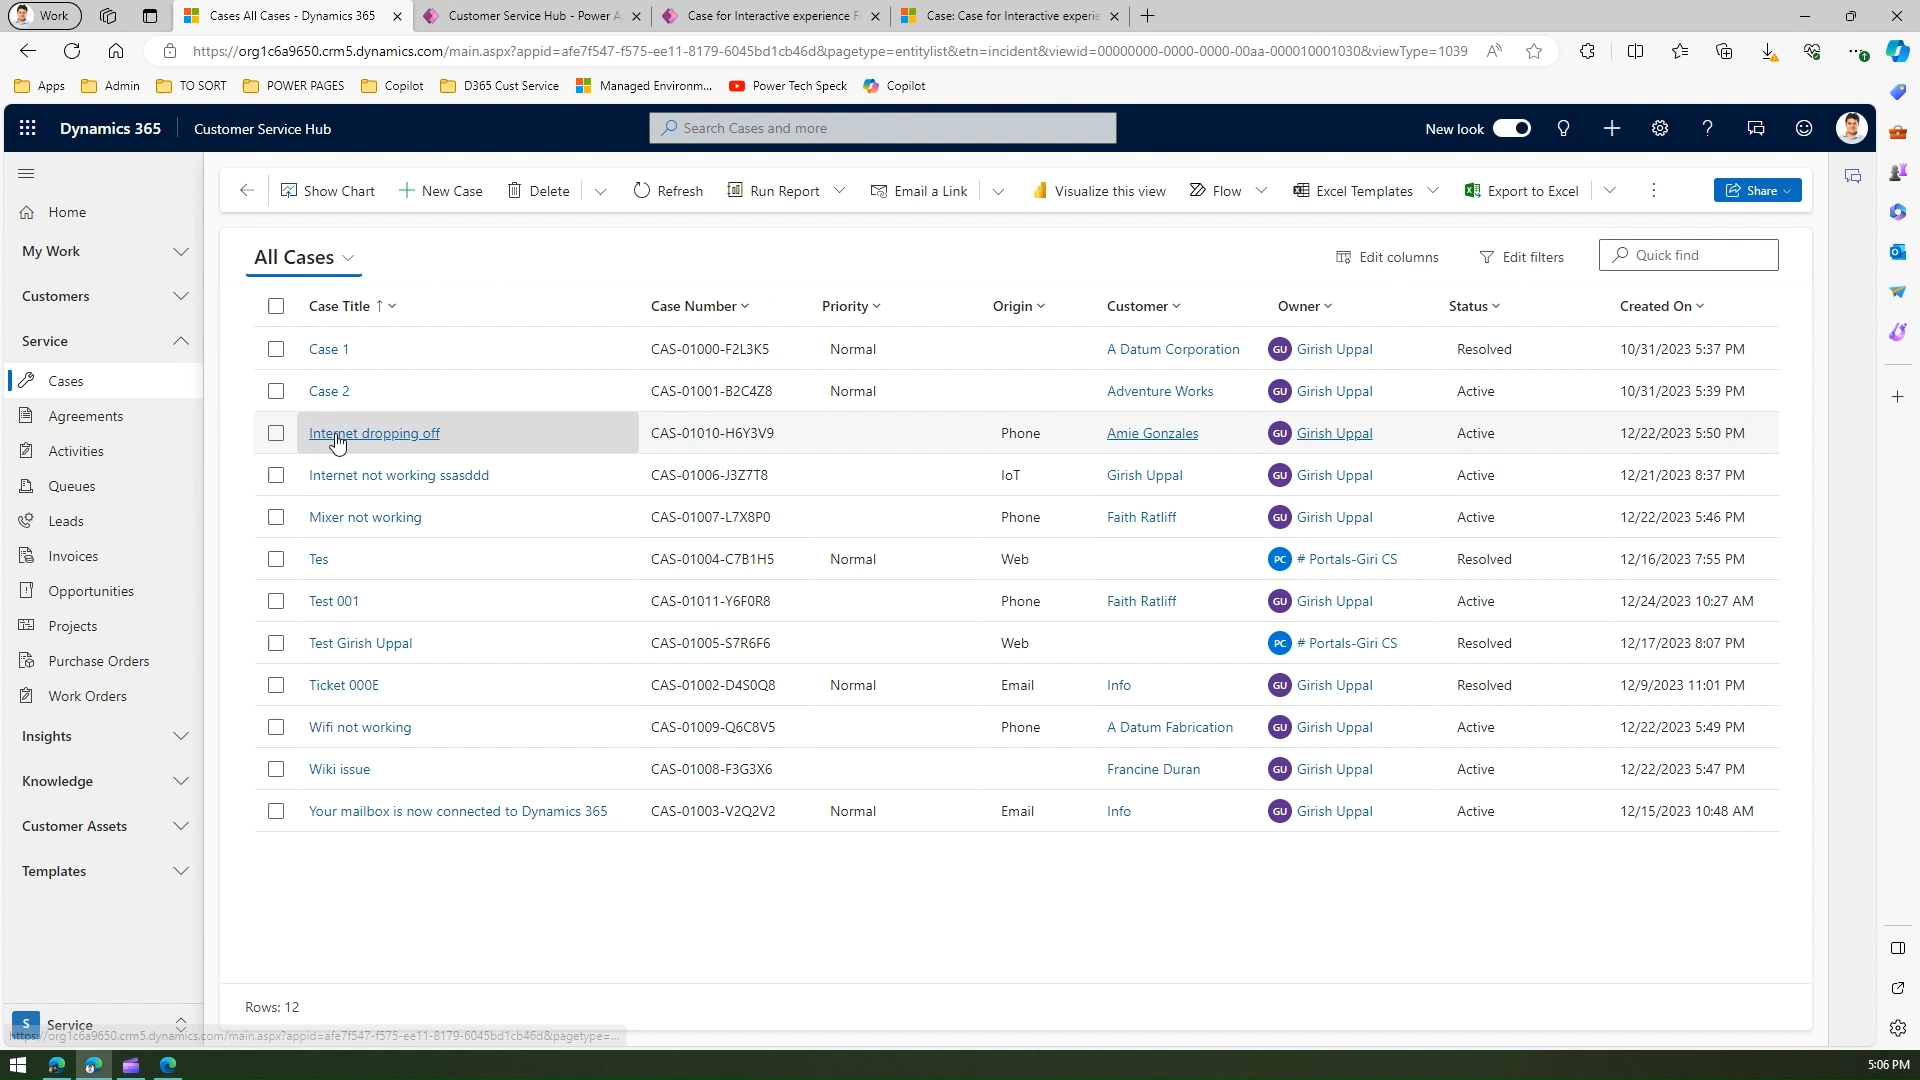 Work
Cases All Cases - Dynamics 365
Customer Service Hub - Power A
Case for Interactive experience F
Case: Case for Interactive experie
https://org1c6a9650.crm5.dynamics.com/main.aspx?appid=afe7f547-f575-ee11-8179-6045bd1cb46d&pagetype=entitylist&etn=incident&viewid=00000000-0000-0000-00aa-000010001030&viewType=1039
Apps
Admin
TO SORT
POWER PAGES
Copilot
D365 Cust Service
Managed Environm...
Power Tech Speck
Copilot
Dynamics 365
Customer Service Hub
Search Cases and more
New look
Show Chart
New Case
Delete
Refresh
Run Report
Email a Link
Visualize this view
Flow
Excel Templates
Export to Excel
Share
Home
My Work
Customers
Service
Cases
Agreements
Activities
Queues
Leads
Invoices
Opportunities
Projects
Purchase Orders
Work Orders
Insights
Knowledge
Customer Assets
Templates
S Service
All Cases
Edit columns
Edit filters
Quick find
Case Title ↑ Case Number Priority Origin Customer Owner Status Created On
Case 1 CAS-01000-F2L3K5 Normal A Datum Corporation GU Girish Uppal Resolved 10/31/2023 5:37 PM
Case 2 CAS-01001-B2C4Z8 Normal Adventure Works GU Girish Uppal Active 10/31/2023 5:39 PM
Internet dropping off CAS-01010-H6Y3V9 Phone Amie Gonzales GU Girish Uppal Active 12/22/2023 5:50 PM
Internet not working ssasddd CAS-01006-J3Z7T8 IoT Girish Uppal GU Girish Uppal Active 12/21/2023 8:37 PM
Mixer not working CAS-01007-L7X8P0 Phone Faith Ratliff GU Girish Uppal Active 12/22/2023 5:46 PM
Tes CAS-01004-C7B1H5 Normal Web PC # Portals-Giri CS Resolved 12/16/2023 7:55 PM
Test 001 CAS-01011-Y6F0R8 Phone Faith Ratliff GU Girish Uppal Active 12/24/2023 10:27 AM
Test Girish Uppal CAS-01005-S7R6F6 Web PC # Portals-Giri CS Resolved 12/17/2023 8:07 PM
Ticket 000E CAS-01002-D4S0Q8 Normal Email Info GU Girish Uppal Resolved 12/9/2023 11:01 PM
Wifi not working CAS-01009-Q6C8V5 Phone A Datum Fabrication GU Girish Uppal Active 12/22/2023 5:49 PM
Wiki issue CAS-01008-F3G3X6 Francine Duran GU Girish Uppal Active 12/22/2023 5:47 PM
Your mailbox is now connected to Dynamics 365 CAS-01003-V2Q2V2 Normal Email Info GU Girish Uppal Active 12/15/2023 10:48 AM
Rows: 12
https://org1c6a9650.crm5.dynamics.com/main.aspx?appid=afe7f547-f575-ee11-8179-6045bd1cb46d&pagetype=...
5:06 PM